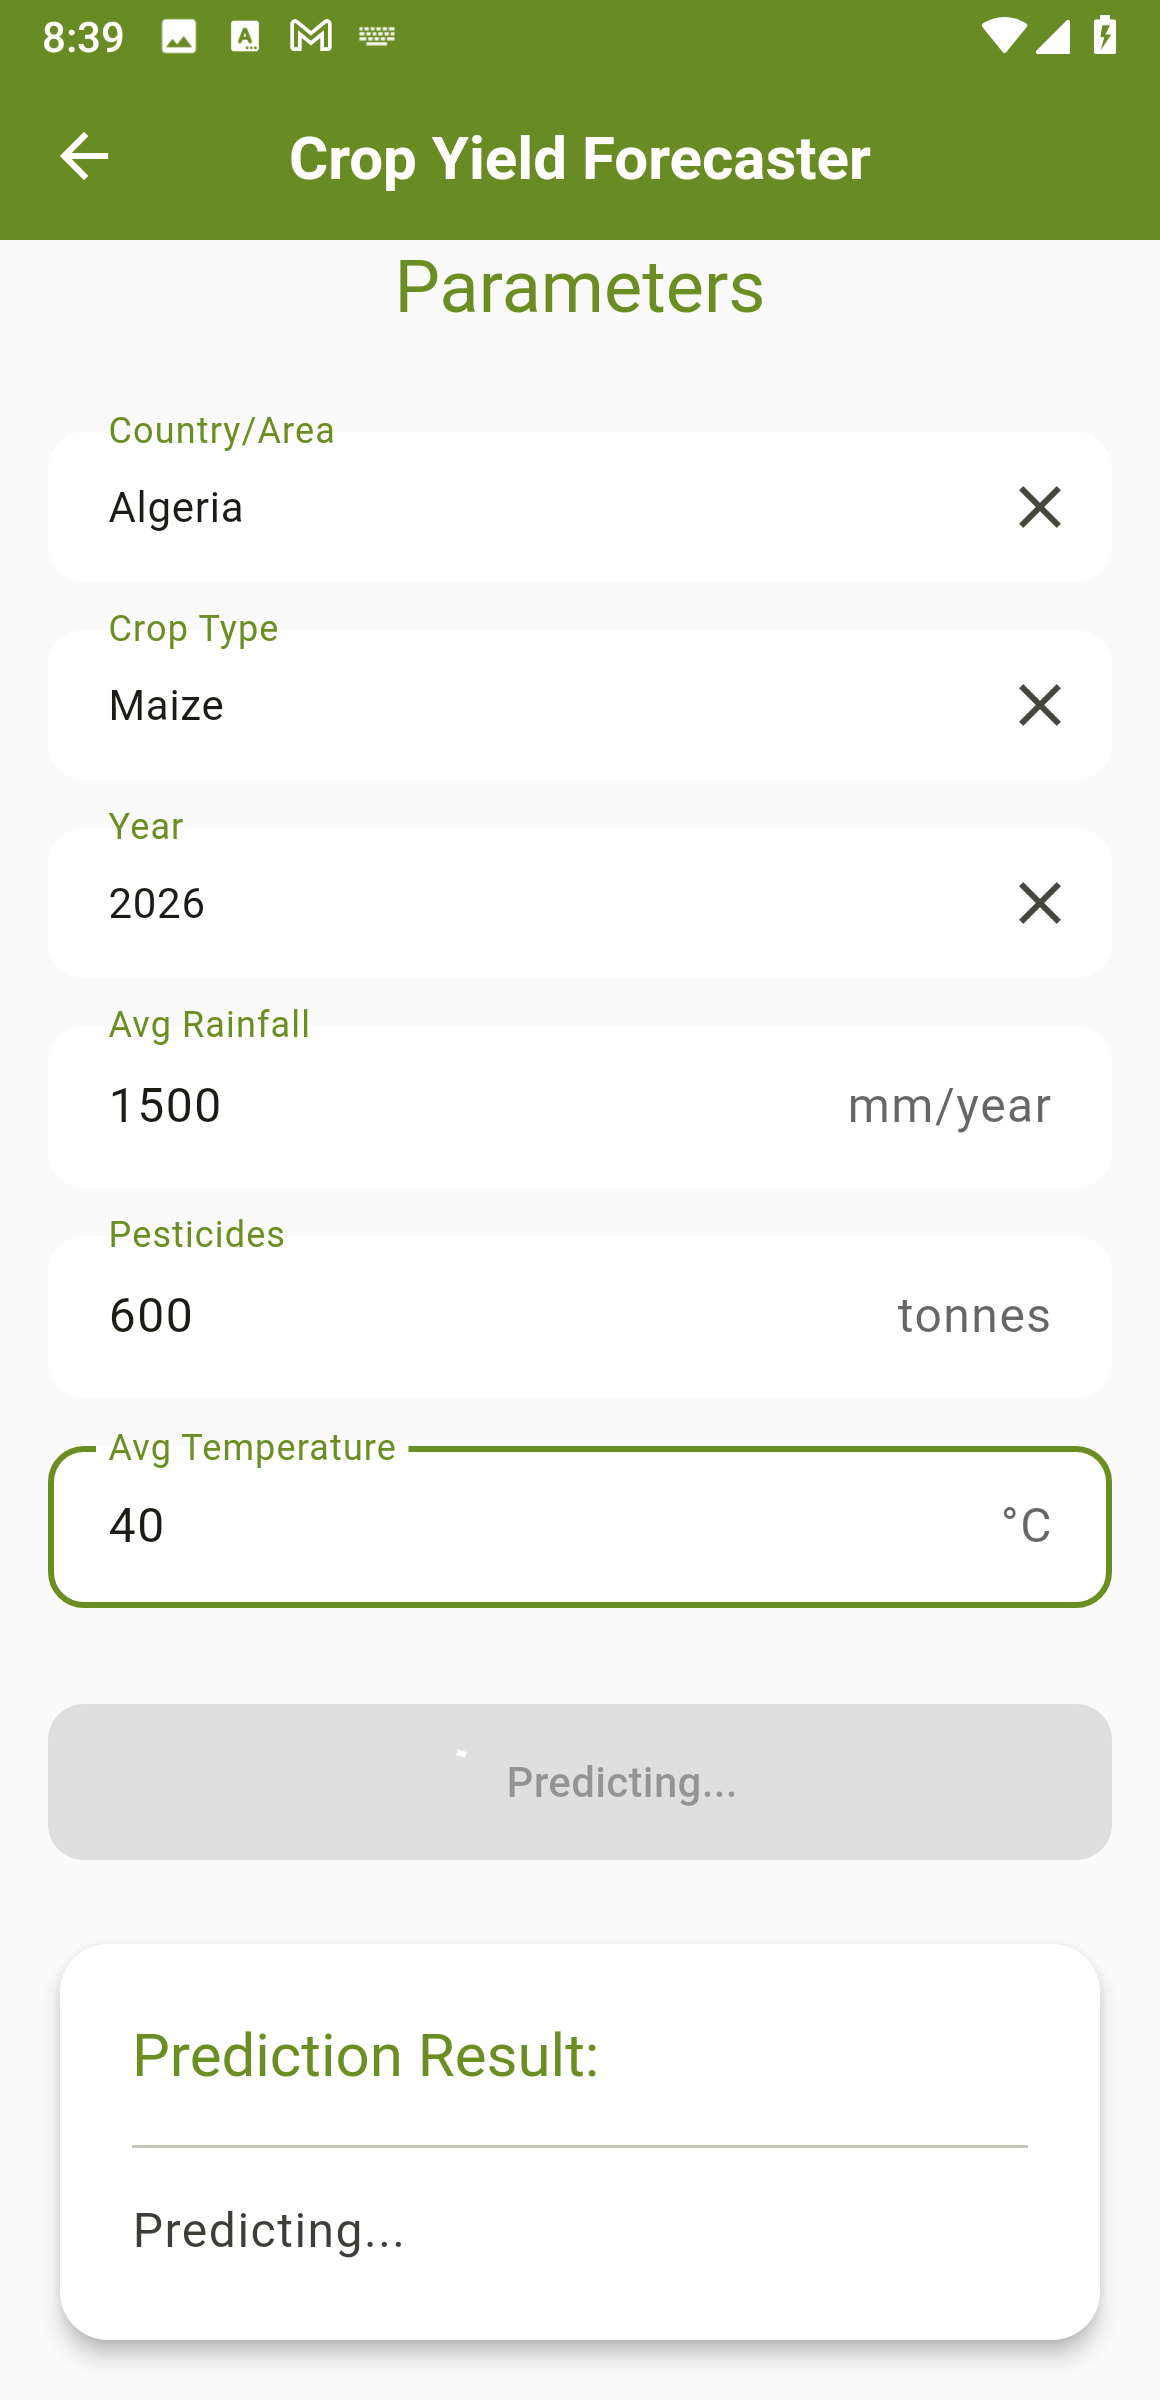 8:39
Crop Yield Forecaster
Parameters
Country/Area
Algeria
Crop Type
Maize
Year
2026
Avg Rainfall
1500 mm/year
Pesticides
600 tonnes
Avg Temperature
40 °C
Predicting...
Prediction Result:
Predicting...